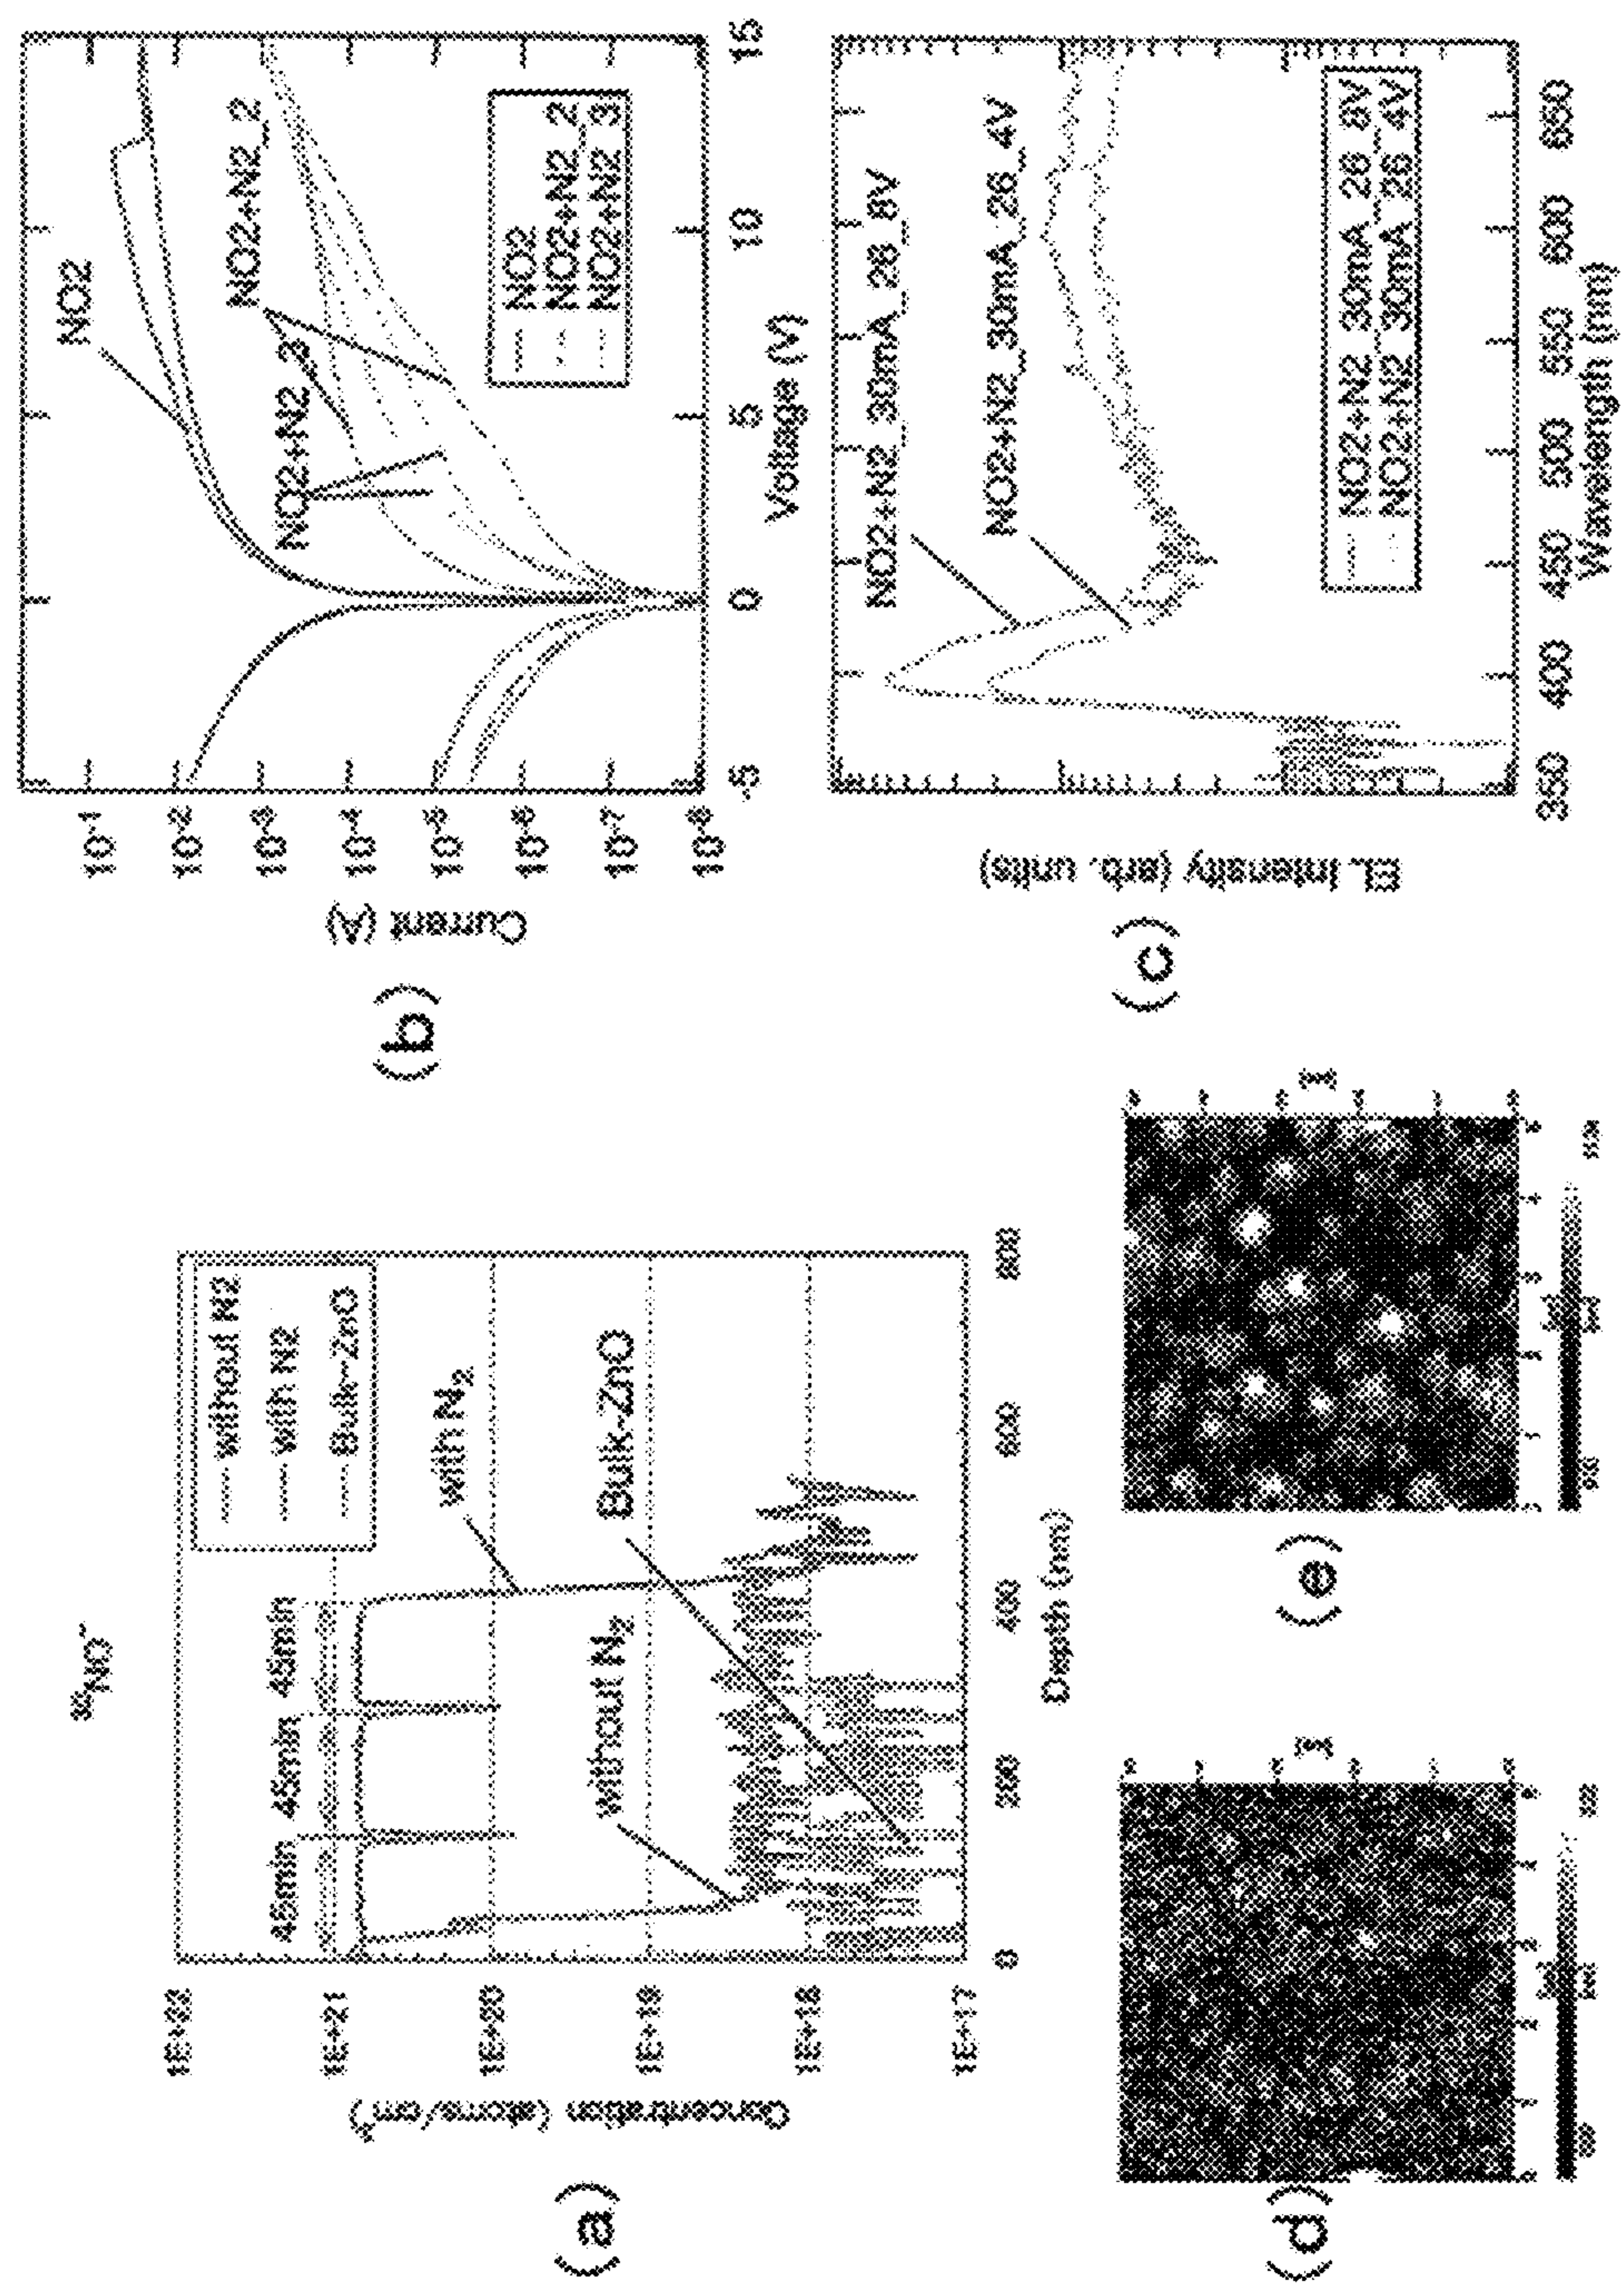 (a)
30NO-
1E+22
1E+21
1E+20
1E+19
1E+18
1E+17
Concentration (atoms/cm3)
45min 45min 45min
without N2
with N2
Bulk-ZnO
with N2
without N2
Bulk-ZnO
0 200 400 600 800
Depth (nm)
(b)
10-1
10-2
10-3
10-4
10-5
10-6
10-7
10-8
Current (A)
NO2
NO2+N2_3
NO2+N2_2
NO2
NO2+N2_2
NO2+N2_3
-5 0 5 10 15
Voltage (V)
(c)
EL Intensity (arb. units)
NO2+N2_30mA_28_8V
NO2+N2_30mA_26_4V
NO2+N2_30mA_28_8V
NO2+N2_30mA_26_4V
350 400 450 500 550 600 650
Wavelength (nm)
(d)
(e)